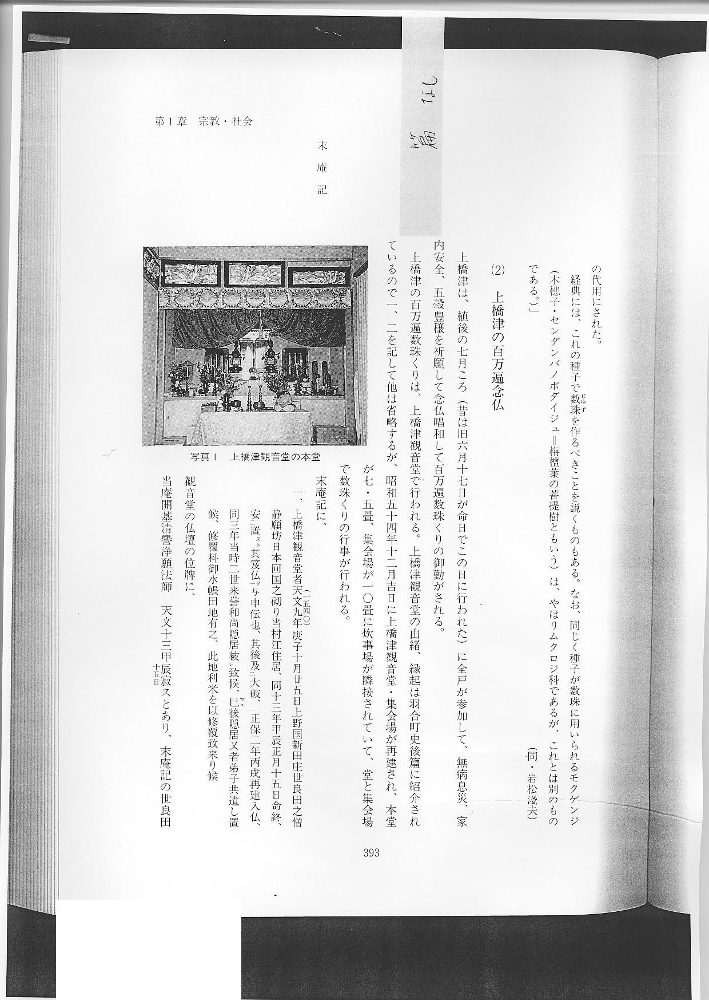 第1章　宗教・社会
篇　なし
の代用にされた。
経典には、これの種子で数珠を作るべきことを説くものもある。なお、同じく種子が数珠に用いられるモクゲンジ
じゅず
(木槵子・センダンバノボダイジュ＝栴檀葉の菩提樹ともいう)は、やはりムクロジ科であるが、これとは別のもの
である。)」
(同・岩松淺夫)
(2)　上橋津の百万遍念仏
上橋津は、植後の七月ころ(昔は旧六月十七日が命日でこの日に行われた)に全戸が参加して、無病息災、家
内安全、五穀豊穣を祈願して念仏唱和して百万遍数珠くりの御勤がされる。
上橋津の百万遍数珠くりは、上橋津観音堂で行われる。上橋津観音堂の由緒、縁起は羽合町史後篇に紹介され
ているので一、二を記して他は省略するが、昭和五十四年十二月吉日に上橋津観音堂・集会場が再建され、本堂
が七・五畳、集会場が一〇畳に炊事場が隣接されていて、堂と集会場
で数珠くりの行事が行われる。
末庵記
末庵記に、
一、上橋津観音堂者天文九年庚子十月廿五日上野国新田庄世良田之僧
(一五四〇)
静願坊日本回国之砌り当村江住居、同十三年甲辰正月十五日命終、
安ニ置スト其笈仏一ヲ与申伝也、其後及ニ大破、一正保二年丙戌再建入仏、
同三年当時二世来誉和尚隠居被レ致候、巳後隠居又者弟子共遣し置
マヽ
候、修覆料御水帳田地有之、此地利米を以修覆致来り候
観音堂の仏壇の位牌に、
当庵開基清譽浄願法師　天文十三甲辰寂スとあり、末庵記の世良田
十五日
写真1　上橋津観音堂の本堂
393